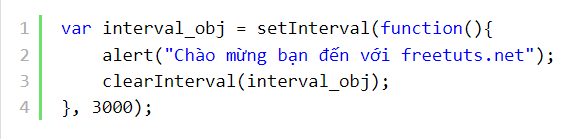 1 var interval_obj = setInterval(function(){
2 alert("Chào mừng bạn đến với freetuts.net");
3 clearInterval(interval_obj);
4 }, 3000);